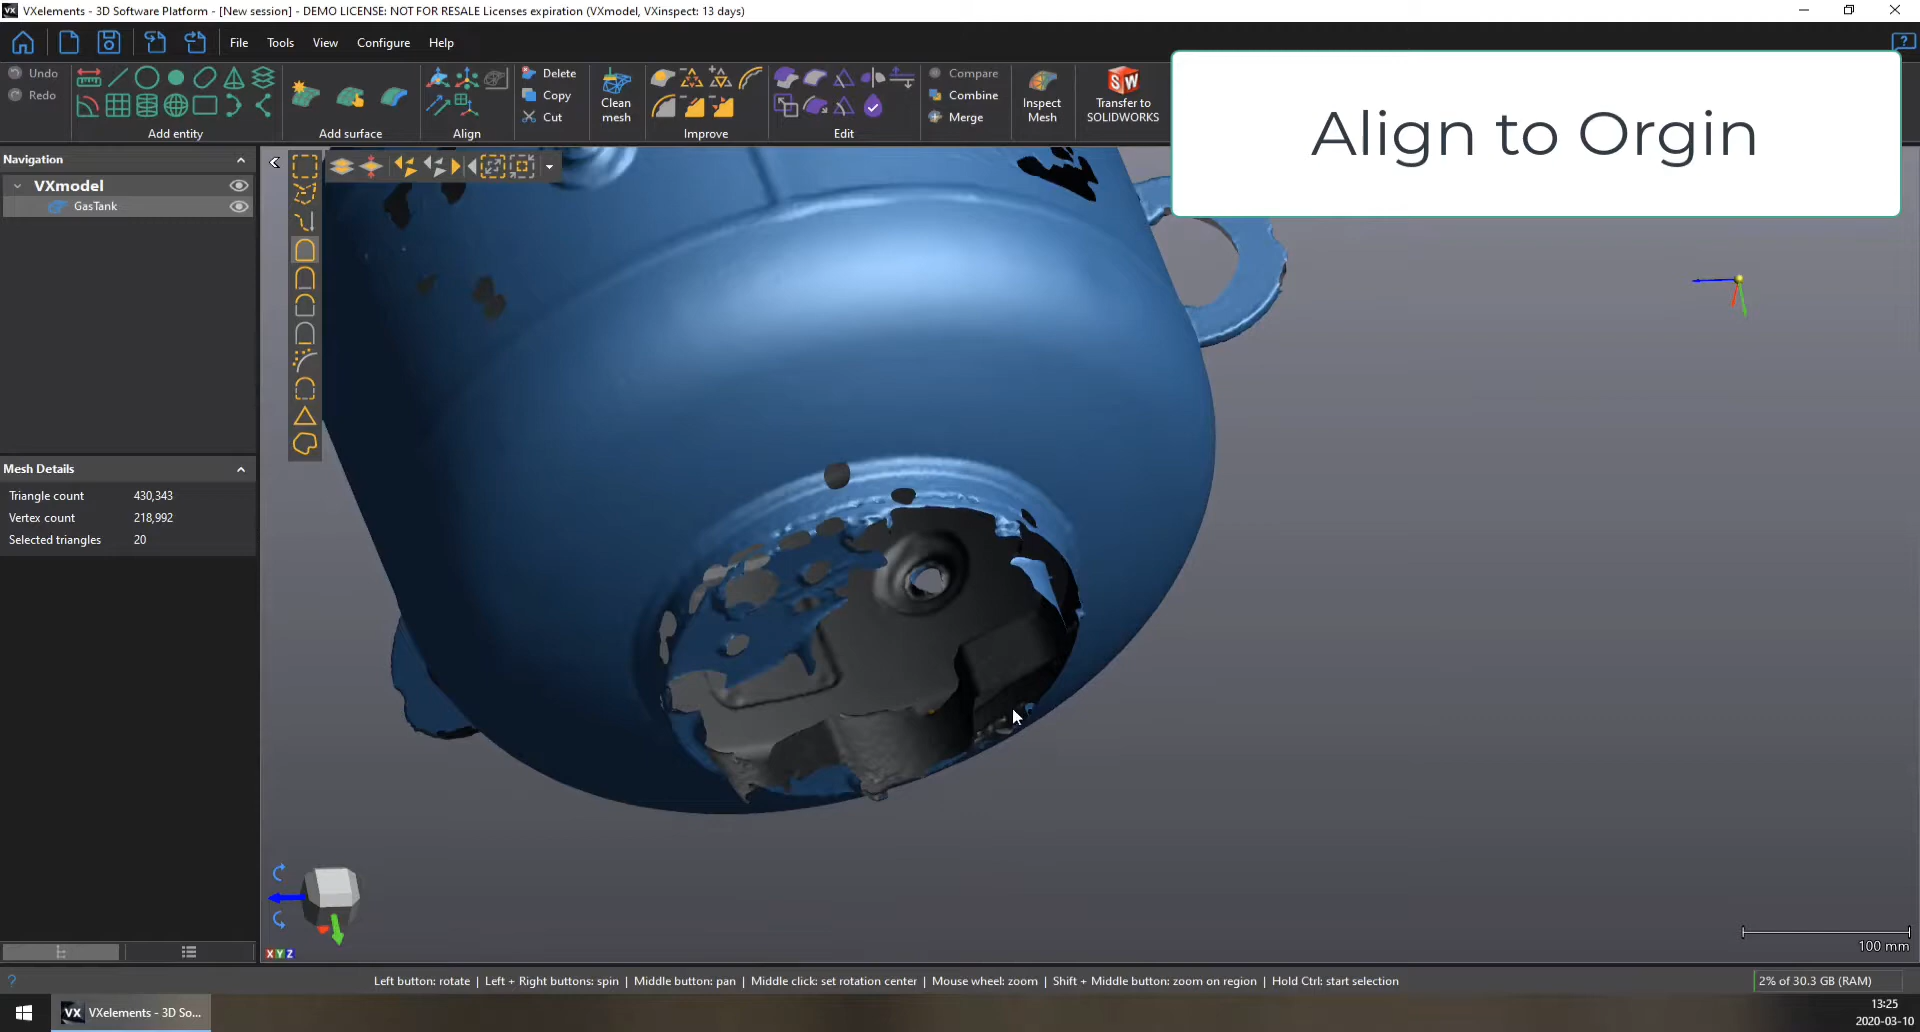 VXelements - 3D Software Platform - [New session] - DEMO LICENSE: NOT FOR RESALE Licenses expiration (VXmodel, VXinspect: 13 days)
File Tools View Configure Help
Undo
Redo
Add entity
Add surface
Align
Delete
Copy
Cut
Clean mesh
Improve
Edit
Compare
Combine
Merge
Inspect Mesh
Transfer to SOLIDWORKS
Align to Orgin
Navigation
VXmodel
GasTank
Mesh Details
Triangle count 430,343
Vertex count 218,992
Selected triangles 20
XYZ
100 mm
Left button: rotate | Left + Right buttons: spin | Middle button: pan | Middle click: set rotation center | Mouse wheel: zoom | Shift + Middle button: zoom on region | Hold Ctrl: start selection
2% of 30.3 GB (RAM)
VX VXelements - 3D So...
13:25
2020-03-10